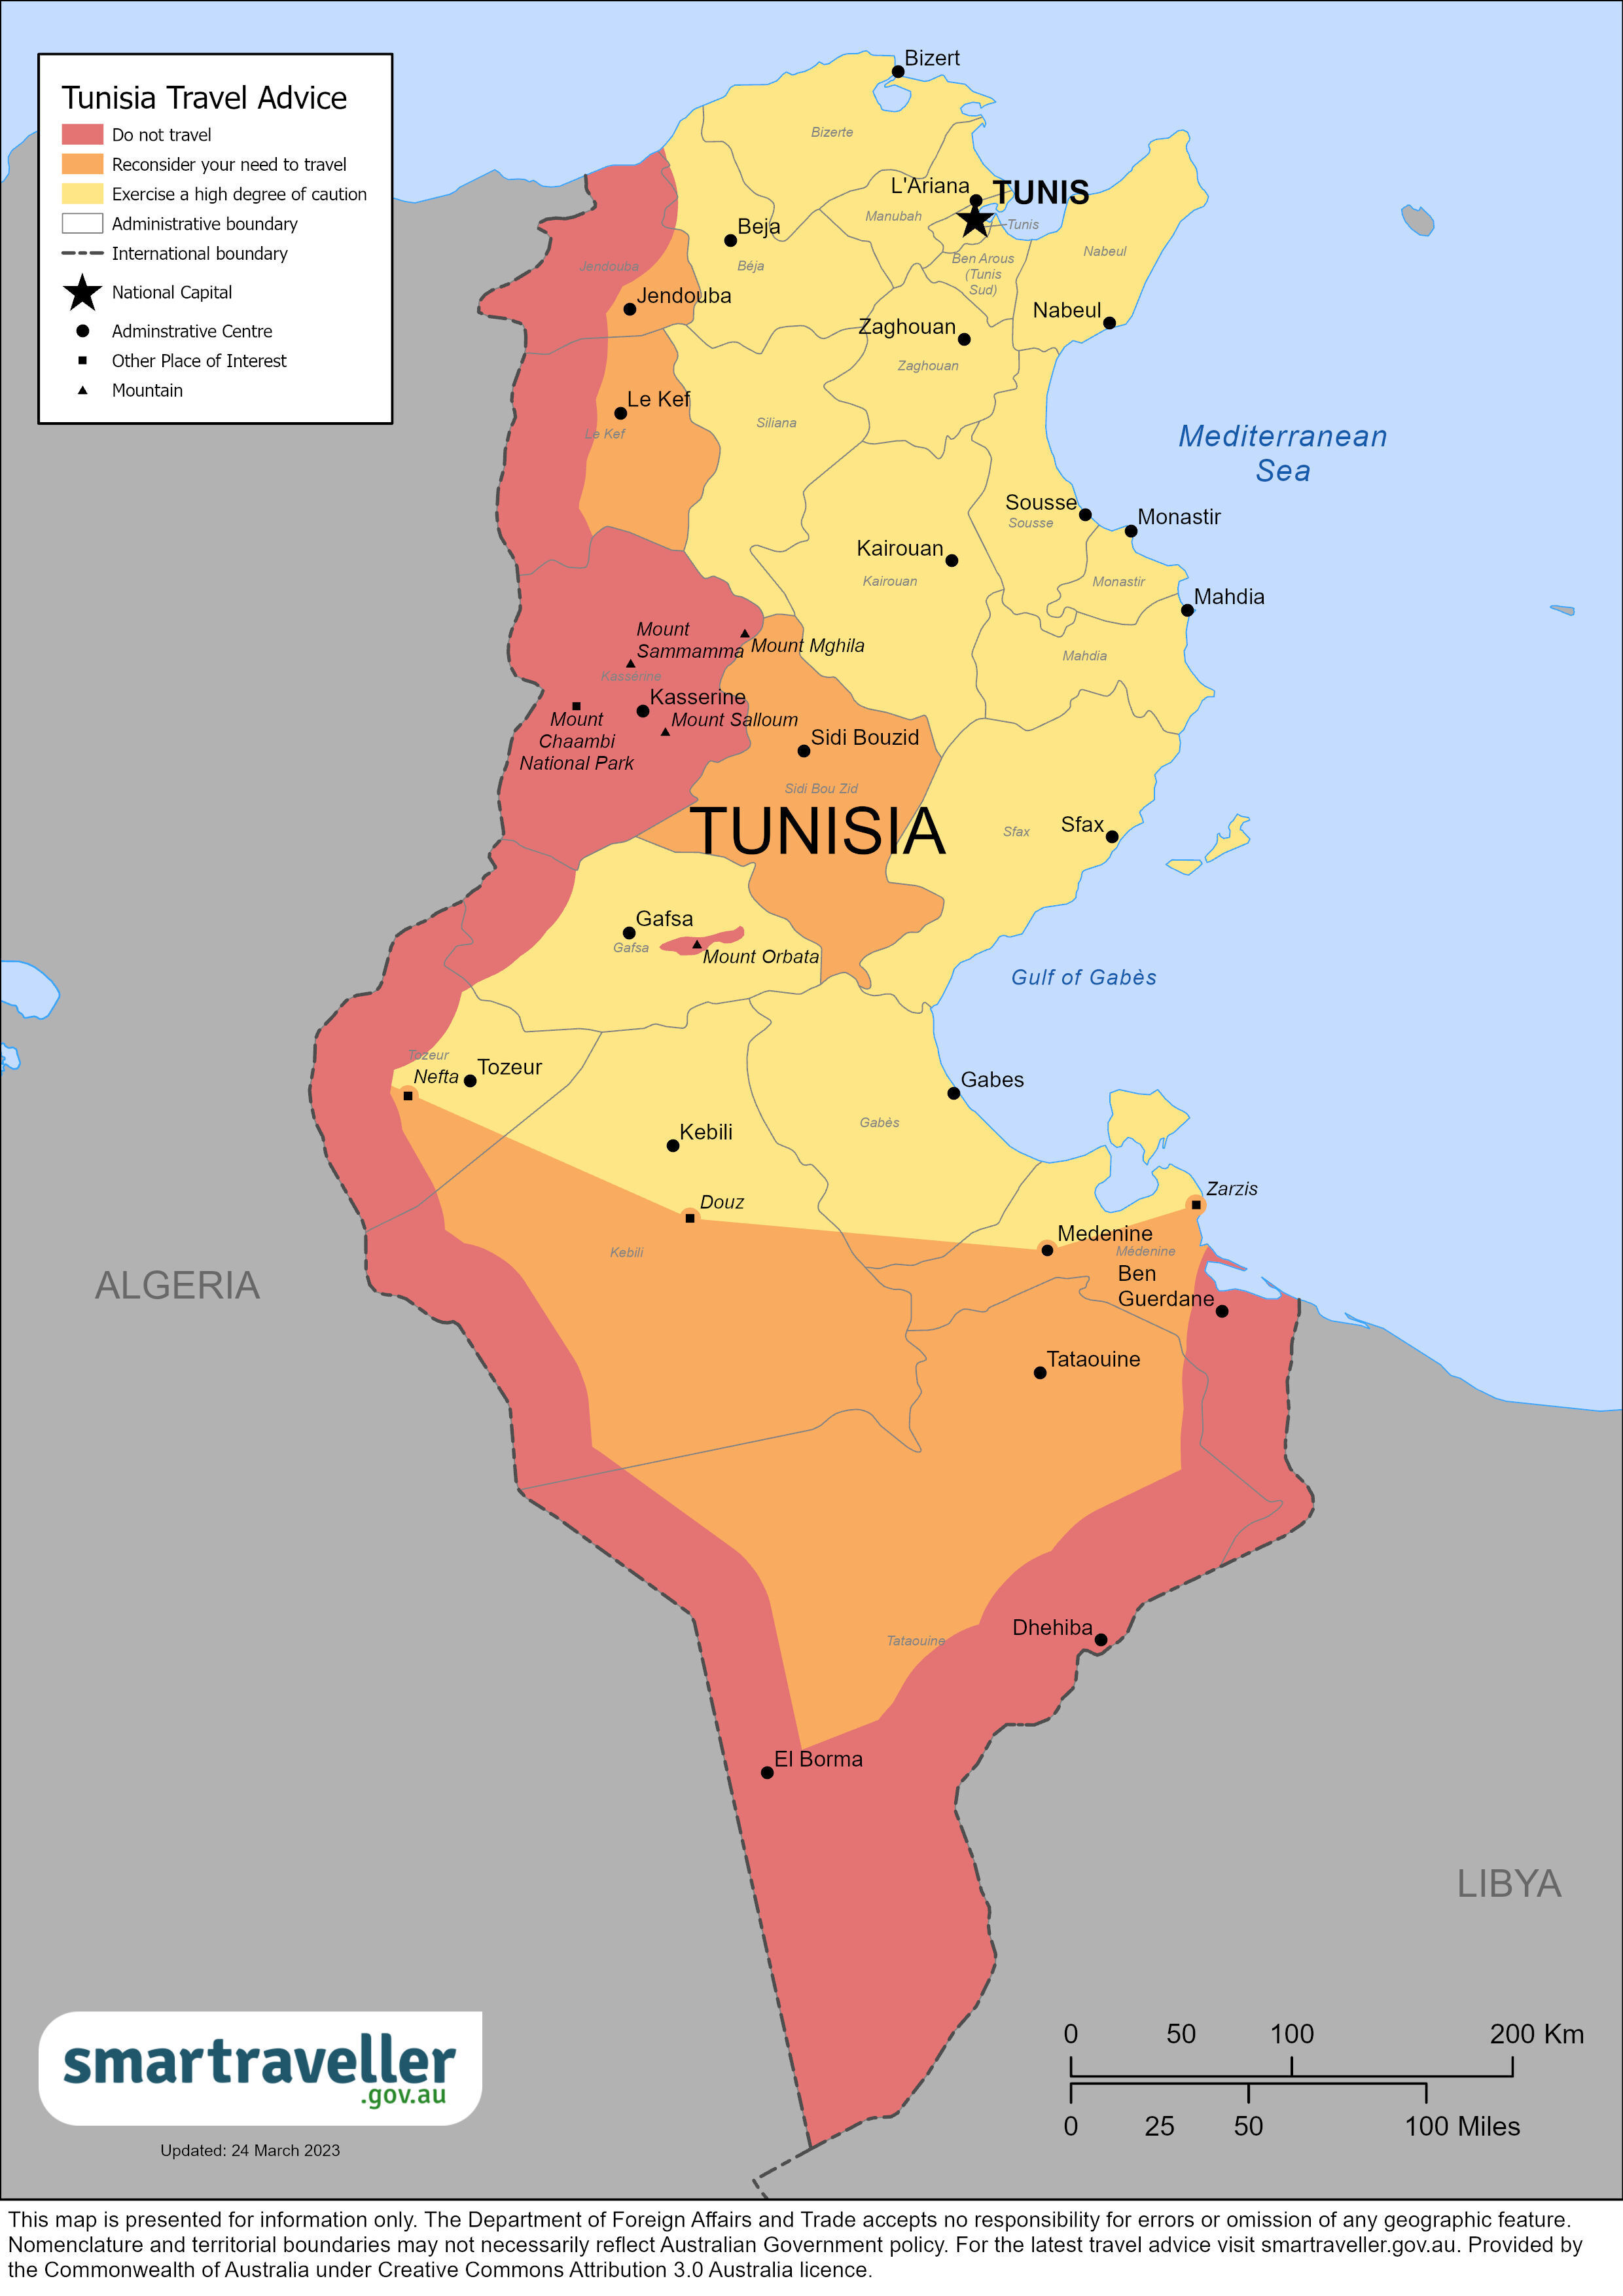 Tunisia Travel Advice
Do not travel
Reconsider your need to travel
Exercise a high degree of caution
Administrative boundary
International boundary
National Capital
Adminstrative Centre
Other Place of Interest
Mountain
Bizert
Bizerte
L'Ariana
TUNIS
Manubah
Tunis
Beja
Béja
Ben Arous
(Tunis
Sud)
Nabeul
Jendouba
Jendouba
Nabeul
Zaghouan
Zaghouan
Le Kef
Le Kef
Siliana
Mediterranean
Sea
Sousse
Sousse
Monastir
Kairouan
Kairouan
Monastir
Mahdia
Mahdia
Mount
Sammamma
Mount Mghila
Kasserine
Kasserine
Mount Salloum
Mount
Chaambi
National Park
Sidi Bouzid
Sidi Bou Zid
TUNISIA
Sfax
Sfax
Gafsa
Gafsa
Mount Orbata
Gulf of Gabès
Tozeur
Nefta
Tozeur
Gabes
Gabès
Kebili
Douz
Zarzis
Kebili
Medenine
Médenine
Ben
Guerdane
ALGERIA
Tataouine
Dhehiba
Tataouine
El Borma
LIBYA
smartraveller
.gov.au
Updated: 24 March 2023
0 50 100 200 Km
0 25 50 100 Miles
This map is presented for information only. The Department of Foreign Affairs and Trade accepts no responsibility for errors or omission of any geographic feature.
Nomenclature and territorial boundaries may not necessarily reflect Australian Government policy. For the latest travel advice visit smartraveller.gov.au. Provided by
the Commonwealth of Australia under Creative Commons Attribution 3.0 Australia licence.